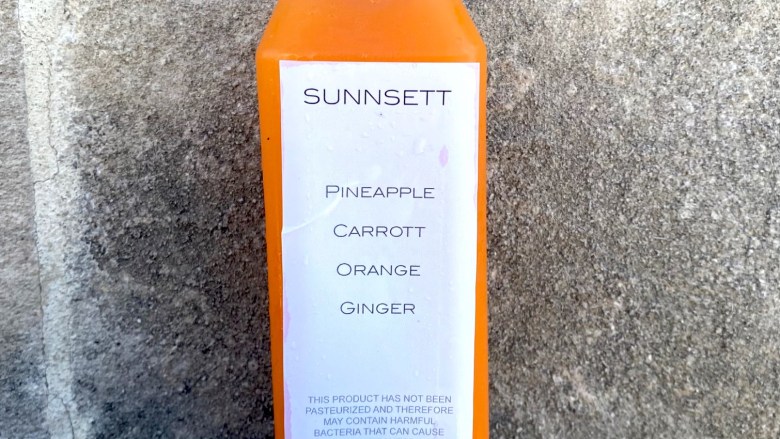 SUNNSETT
PINEAPPLE
CARROTT
ORANGE
GINGER
THIS PRODUCT HAS NOT BEEN
PASTEURIZED AND THEREFORE
MAY CONTAIN HARMFUL
BACTERIA THAT CAN CAUSE